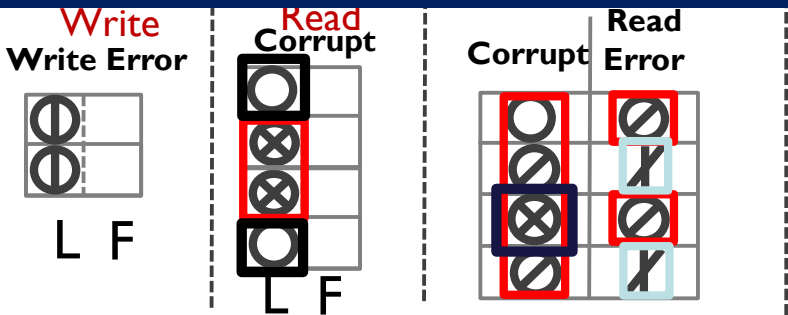 Write
Write Error
L F
Read
Corrupt
L F
Corrupt
Read
Error